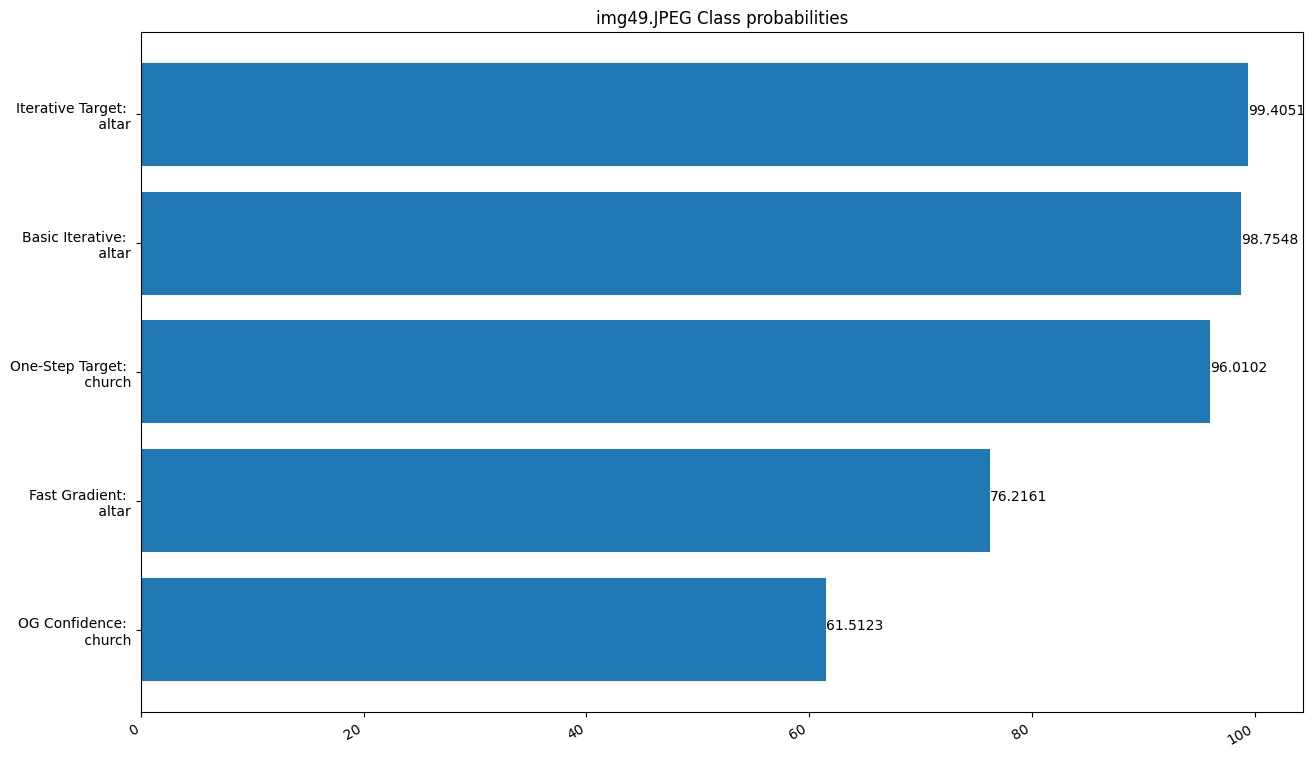 img49.JPEG Class probabilities
Iterative Target:
altar
99.4051
Basic Iterative:
altar
98.7548
One-Step Target:
church
96.0102
Fast Gradient:
altar
76.2161
OG Confidence:
church
61.5123
0
20
40
60
80
100